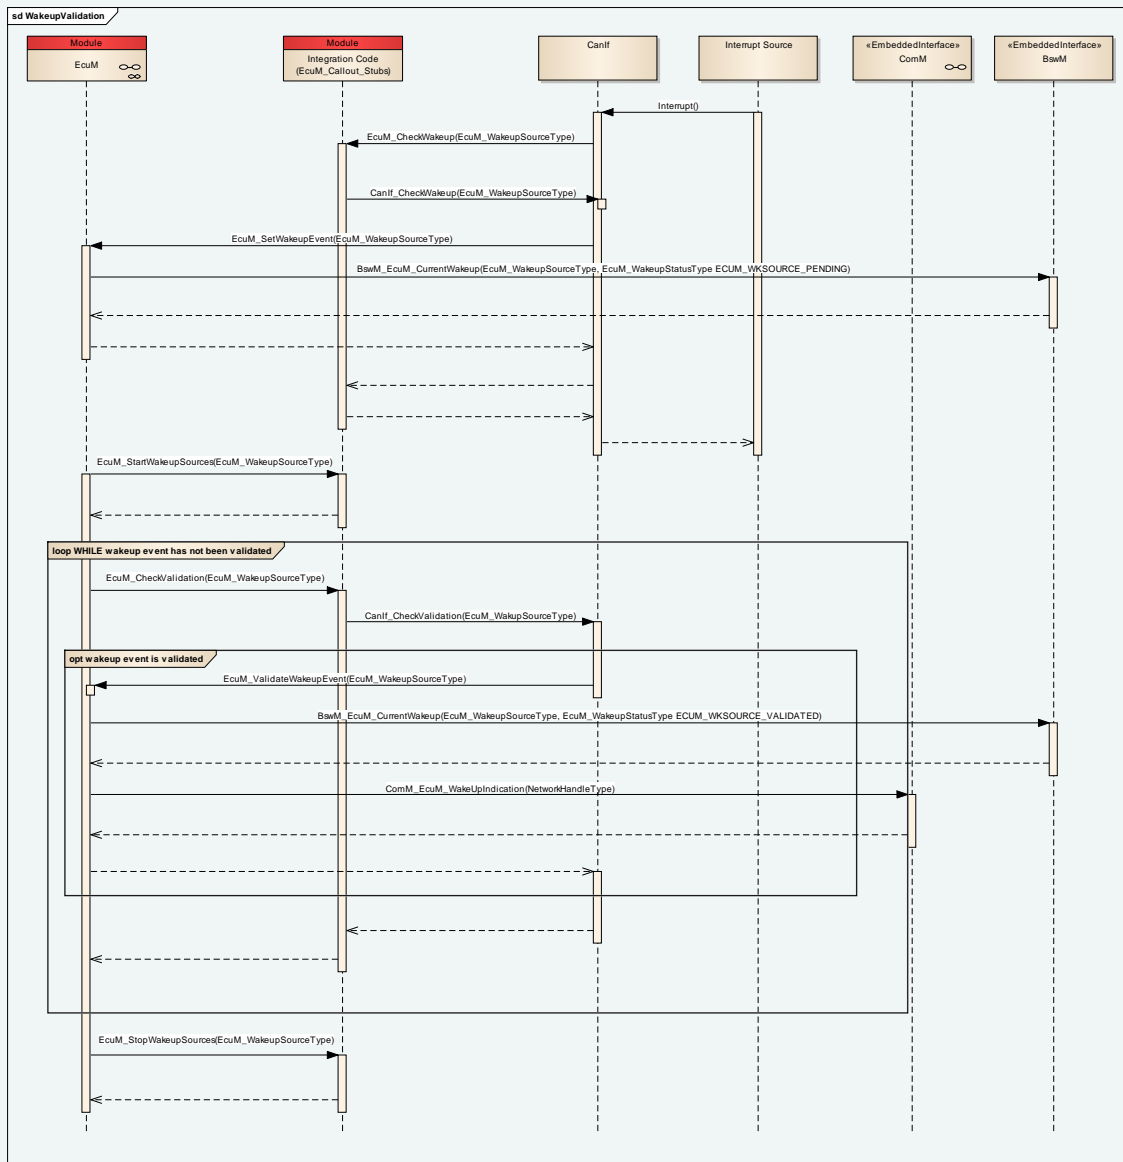 sd WakeupValidation
Module
EcuM
Module
Integration Code
(EcuM_Callout_Stubs)
CanIf
Interrupt Source
«EmbeddedInterface»
ComM
«EmbeddedInterface»
BswM
Interrupt()
EcuM_CheckWakeup(EcuM_WakeupSourceType)
CanIf_CheckWakeup(EcuM_WakeupSourceType)
EcuM_SetWakeupEvent(EcuM_WakeupSourceType)
BswM_EcuM_CurrentWakeup(EcuM_WakeupSourceType, EcuM_WakeupStatusType ECUM_WKSOURCE_PENDING)
EcuM_StartWakeupSources(EcuM_WakeupSourceType)
loop WHILE wakeup event has not been validated
EcuM_CheckValidation(EcuM_WakeupSourceType)
CanIf_CheckValidation(EcuM_WakupSourceType)
opt wakeup event is validated
EcuM_ValidateWakeupEvent(EcuM_WakeupSourceType)
BswM_EcuM_CurrentWakeup(EcuM_WakeupSourceType, EcuM_WakeupStatusType ECUM_WKSOURCE_VALIDATED)
ComM_EcuM_WakeUpIndication(NetworkHandleType)
EcuM_StopWakeupSources(EcuM_WakeupSourceType)